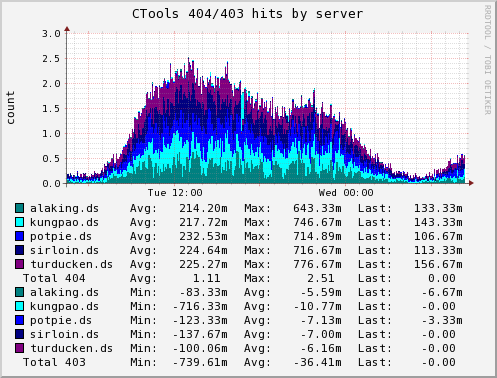 CTools 404/403 hits by server
RRDTOOL / TOBI OETIKER
count
3.0
2.5
2.0
1.5
1.0
0.5
0.0
Tue 12:00 Wed 00:00
alaking.ds Avg: 214.20m Max: 643.33m Last: 133.33m
kungpao.ds Avg: 217.72m Max: 746.67m Last: 143.33m
potpie.ds Avg: 232.53m Max: 714.89m Last: 106.67m
sirloin.ds Avg: 224.64m Max: 716.67m Last: 113.33m
turducken.ds Avg: 225.27m Max: 776.67m Last: 156.67m
Total 404 Avg: 1.11 Max: 2.51 Last: 0.00
alaking.ds Min: -83.33m Avg: -5.59m Last: -6.67m
kungpao.ds Min: -716.33m Avg: -10.77m Last: -0.00
potpie.ds Min: -123.33m Avg: -7.13m Last: -3.33m
sirloin.ds Min: -137.67m Avg: -7.00m Last: -0.00
turducken.ds Min: -100.06m Avg: -6.16m Last: -0.00
Total 403 Min: -739.61m Avg: -36.41m Last: -0.00